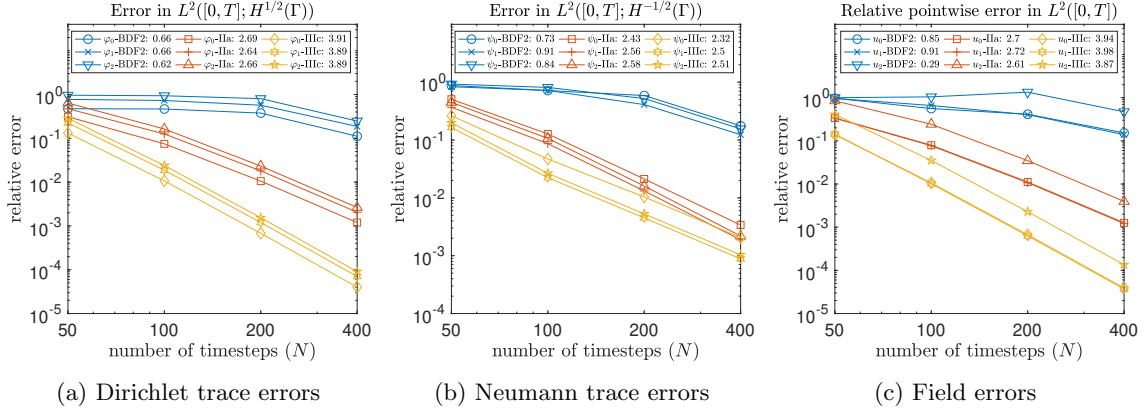 Error in $L^2([0,T]; H^{1/2}(\Gamma))$
φ₀-BDF2: 0.66 φ₀-IIa: 2.69 φ₀-IIIc: 3.91
φ₁-BDF2: 0.66 φ₁-IIa: 2.64 φ₁-IIIc: 3.89
φ₂-BDF2: 0.62 φ₂-IIa: 2.66 φ₂-IIIc: 3.89
relative error
10⁰
10⁻¹
10⁻²
10⁻³
10⁻⁴
10⁻⁵
50 100 200 400
number of timesteps (N)
(a) Dirichlet trace errors
Error in $L^2([0,T]; H^{-1/2}(\Gamma))$
ψ₀-BDF2: 0.73 ψ₀-IIa: 2.43 ψ₀-IIIc: 2.32
ψ₁-BDF2: 0.91 ψ₁-IIa: 2.56 ψ₁-IIIc: 2.5
ψ₂-BDF2: 0.84 ψ₂-IIa: 2.58 ψ₂-IIIc: 2.51
relative error
10⁰
10⁻¹
10⁻²
10⁻³
10⁻⁴
50 100 200 400
number of timesteps (N)
(b) Neumann trace errors
Relative pointwise error in $L^2([0,T])$
u₀-BDF2: 0.85 u₀-IIa: 2.7 u₀-IIIc: 3.94
u₁-BDF2: 0.91 u₁-IIa: 2.72 u₁-IIIc: 3.98
u₂-BDF2: 0.29 u₂-IIa: 2.61 u₂-IIIc: 3.87
relative error
10⁰
10⁻¹
10⁻²
10⁻³
10⁻⁴
10⁻⁵
50 100 200 400
number of timesteps (N)
(c) Field errors